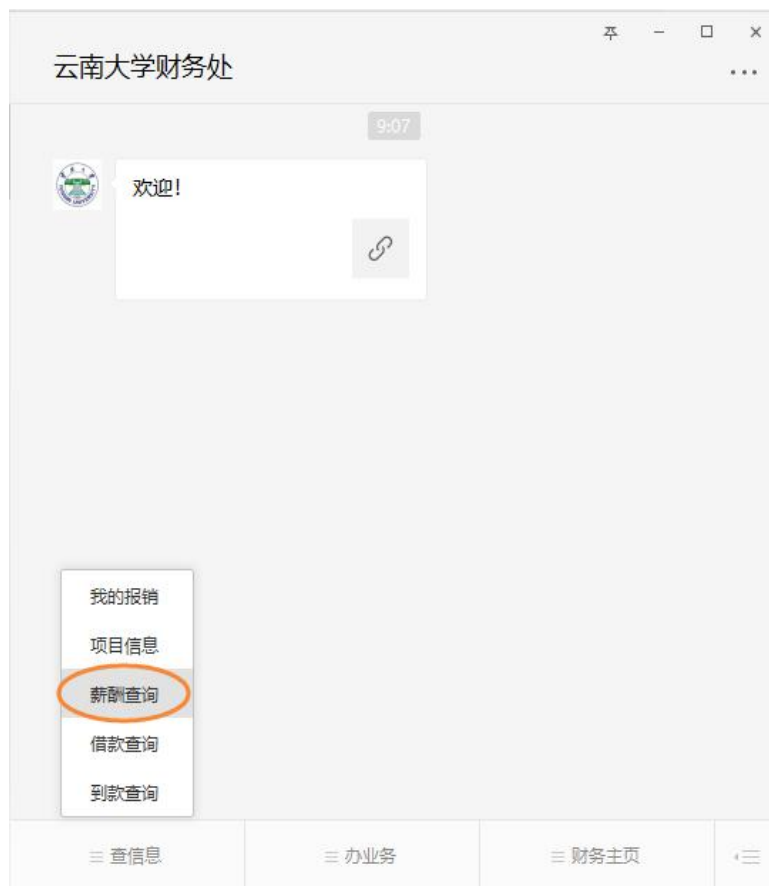 云南大学财务处
9:07
欢迎!
我的报销
项目信息
薪酬查询
借款查询
到款查询
查信息
办业务
财务主页